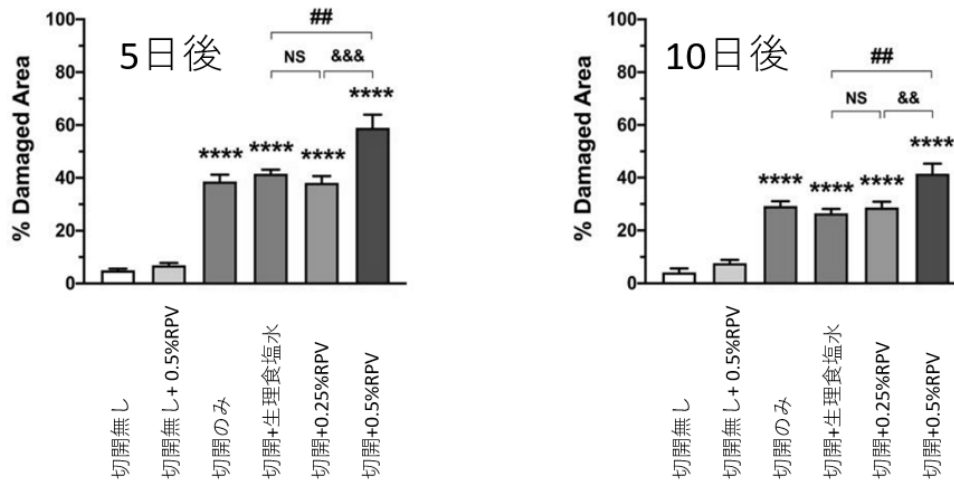 5日後
% Damaged Area
100
80
60
40
20
0
##
NS
&&&
****
****
****
****
切開無し
切開無し+ 0.5%RPV
切開のみ
切開+生理食塩水
切開+0.25%RPV
切開+0.5%RPV
10日後
% Damaged Area
100
80
60
40
20
0
##
NS
&&
****
****
****
****
切開無し
切開無し+ 0.5%RPV
切開のみ
切開+生理食塩水
切開+0.25%RPV
切開+0.5%RPV